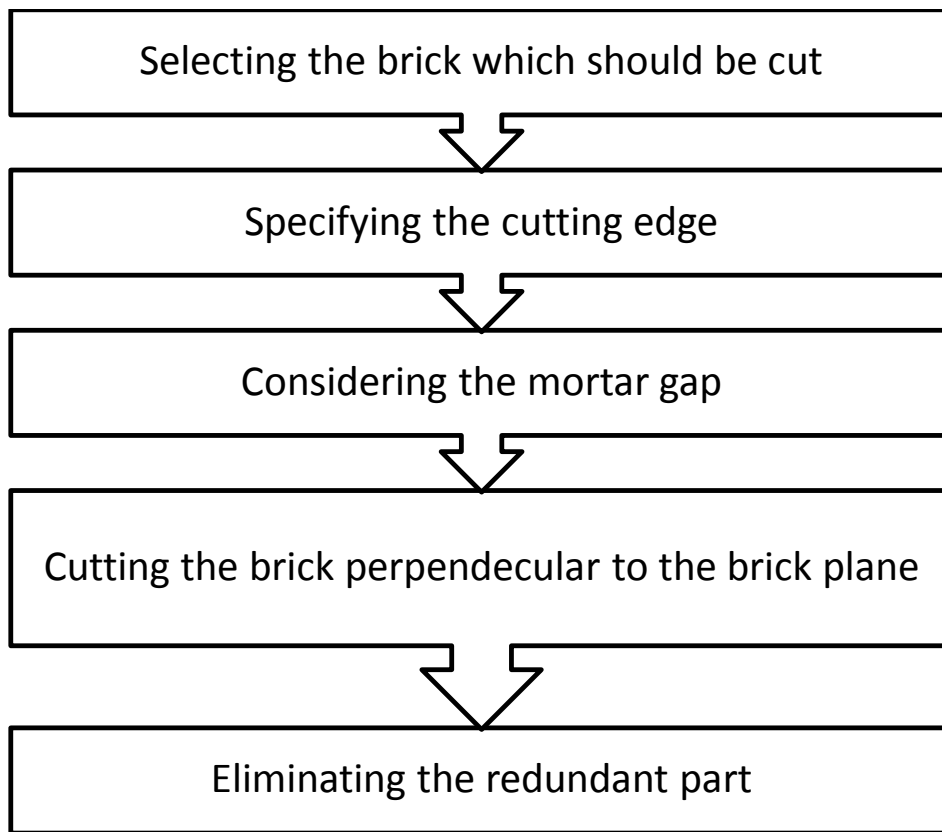 Selecting the brick which should be cut
Specifying the cutting edge
Considering the mortar gap
Cutting the brick perpendecular to the brick plane
Eliminating the redundant part